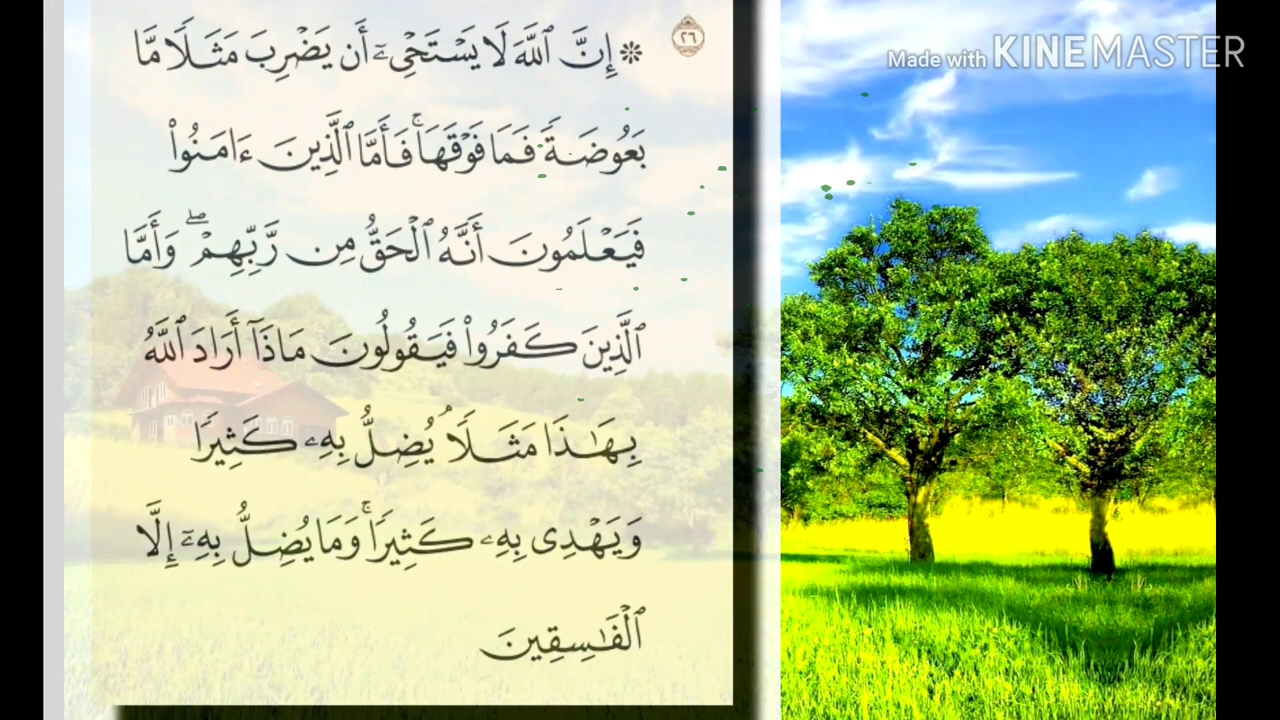 ۞ إِنَّ ٱللَّهَ لَا يَسْتَحْىِۦٓ أَن يَضْرِبَ مَثَلًا مَّا
٢٦
Made with KINEMASTER
بَعُوضَةً فَمَا فَوْقَهَا ۚ فَأَمَّا ٱلَّذِينَ ءَامَنُوا۟
فَيَعْلَمُونَ أَنَّهُ ٱلْحَقُّ مِن رَّبِّهِمْ ۖ وَأَمَّا
ٱلَّذِينَ كَفَرُوا۟ فَيَقُولُونَ مَاذَآ أَرَادَ ٱللَّهُ
بِهَٰذَا مَثَلًا ۘ يُضِلُّ بِهِۦ كَثِيرًا
وَيَهْدِى بِهِۦ كَثِيرًا ۚ وَمَا يُضِلُّ بِهِۦٓ إِلَّا
ٱلْفَٰسِقِينَ